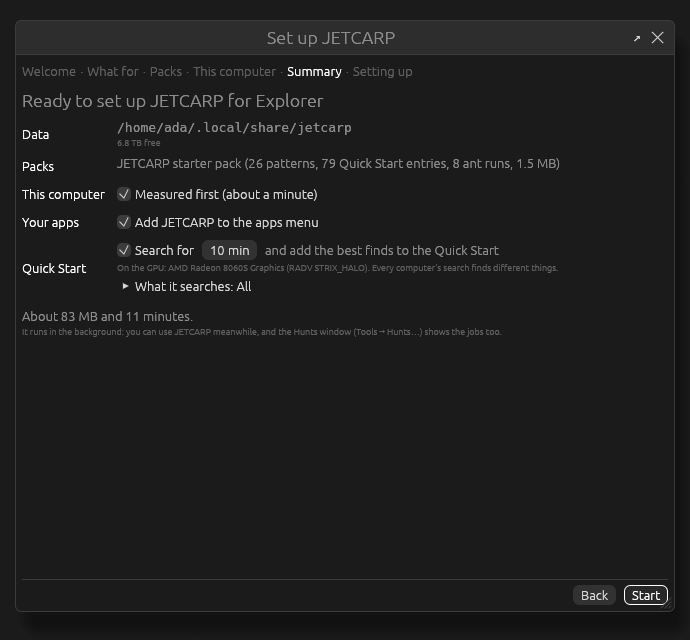 Set up JETCARP
Welcome · What for · Packs · This computer · Summary · Setting up
Ready to set up JETCARP for Explorer
Data
/home/ada/.local/share/jetcarp
6.8 TB free
Packs
JETCARP starter pack (26 patterns, 79 Quick Start entries, 8 ant runs, 1.5 MB)
This computer
Measured first (about a minute)
Your apps
Add JETCARP to the apps menu
Quick Start
Search for 10 min and add the best finds to the Quick Start
On the GPU: AMD Radeon 8060S Graphics (RADV STRIX_HALO). Every computer's search finds different things.
What it searches: All
About 83 MB and 11 minutes.
It runs in the background: you can use JETCARP meanwhile, and the Hunts window (Tools → Hunts…) shows the jobs too.
Back Start